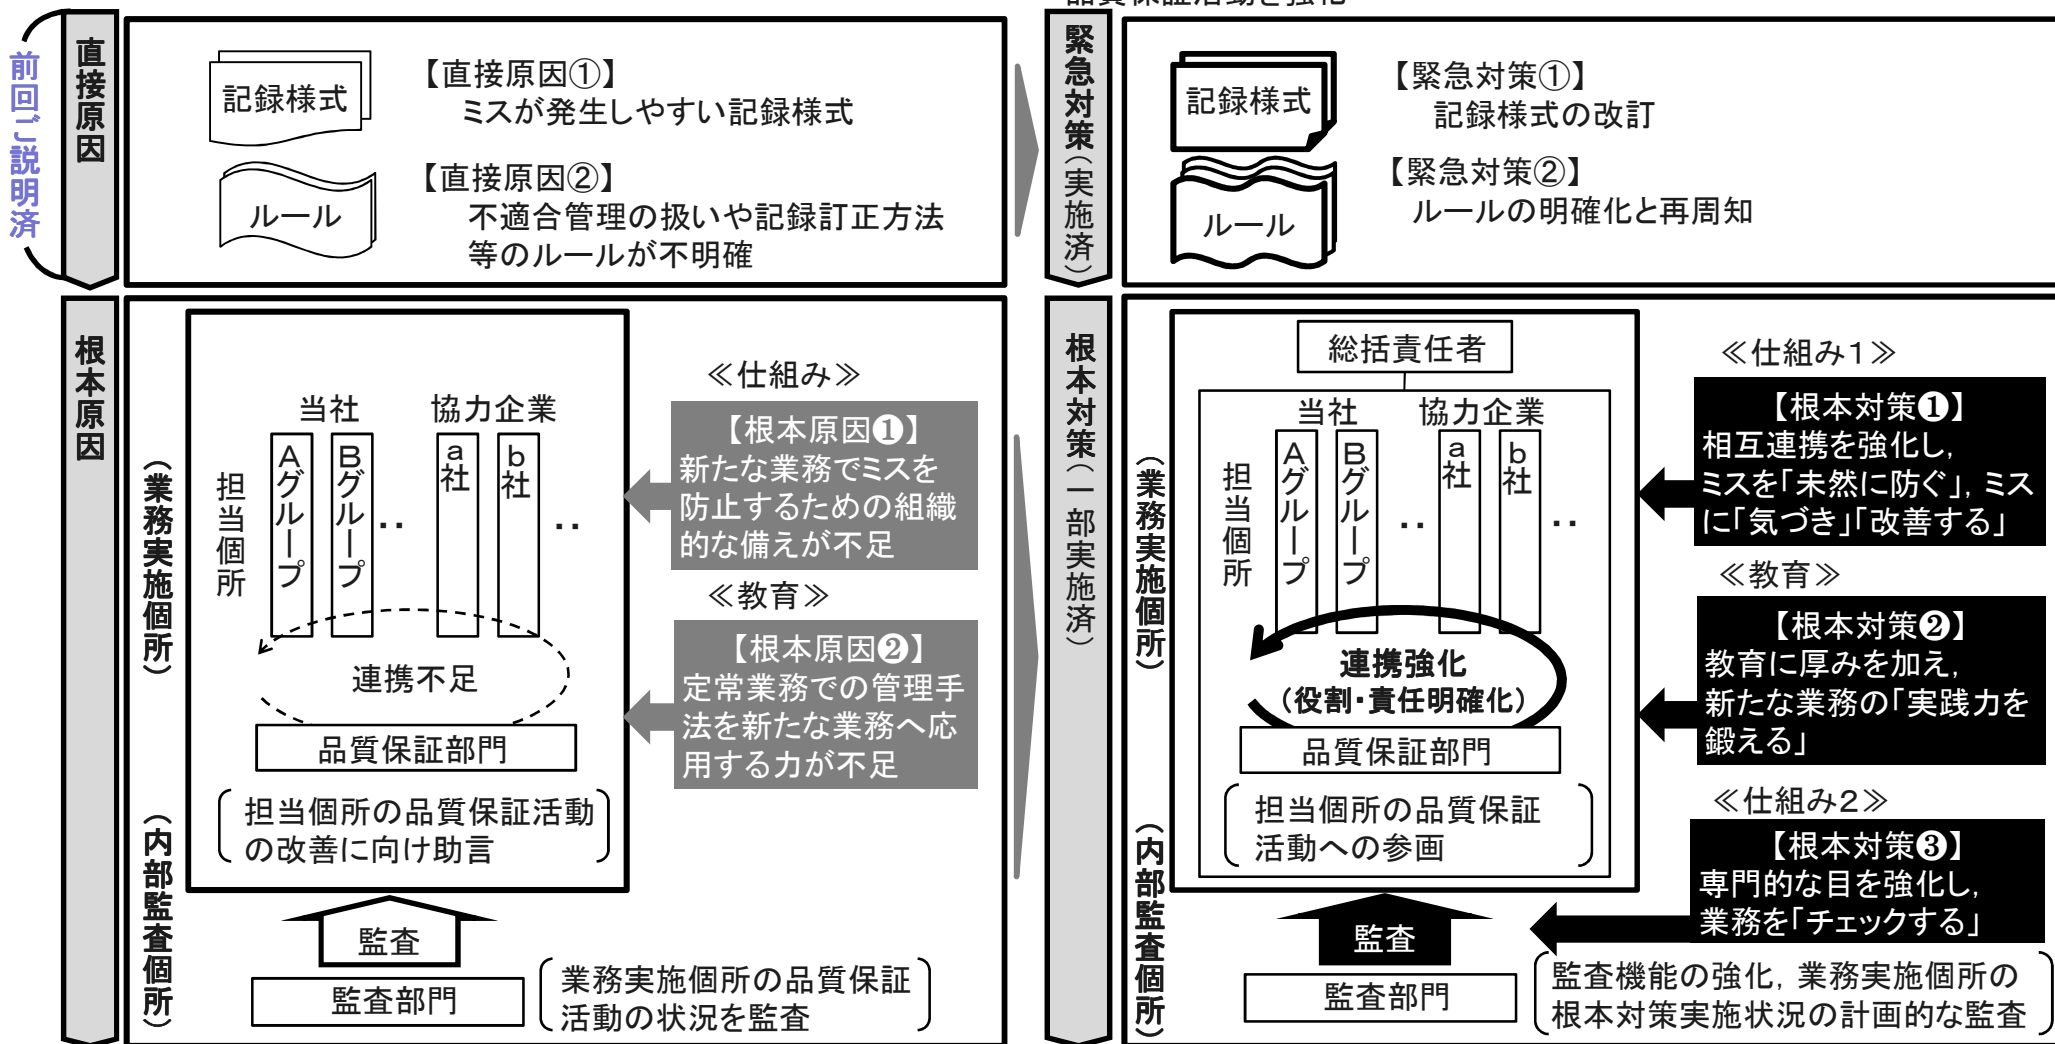 品質保証活動を強化
前回ご説明済
直接原因
記録様式
【直接原因①】
ミスが発生しやすい記録様式
ルール
【直接原因②】
不適合管理の扱いや記録訂正方法
等のルールが不明確
緊急対策（実施済）
記録様式
【緊急対策①】
記録様式の改訂
ルール
【緊急対策②】
ルールの明確化と再周知
根本原因
（業務実施個所）
担当個所
当社
協力企業
Aグループ
Bグループ
‥
a社
b社
‥
連携不足
品質保証部門
担当個所の品質保証活動
の改善に向け助言
≪仕組み≫
【根本原因❶】
新たな業務でミスを
防止するための組織
的な備えが不足
≪教育≫
【根本原因❷】
定常業務での管理手
法を新たな業務へ応
用する力が不足
（内部監査個所）
監査
監査部門
業務実施個所の品質保証
活動の状況を監査
根本対策（一部実施済）
（業務実施個所）
総括責任者
担当個所
当社
協力企業
Aグループ
Bグループ
‥
a社
b社
‥
連携強化
（役割・責任明確化）
品質保証部門
担当個所の品質保証
活動への参画
≪仕組み１≫
【根本対策❶】
相互連携を強化し，
ミスを「未然に防ぐ」，ミス
に「気づき」「改善する」
≪教育≫
【根本対策❷】
教育に厚みを加え，
新たな業務の「実践力を
鍛える」
≪仕組み２≫
【根本対策❸】
専門的な目を強化し，
業務を「チェックする」
（内部監査個所）
監査
監査部門
監査機能の強化，業務実施個所の
根本対策実施状況の計画的な監査